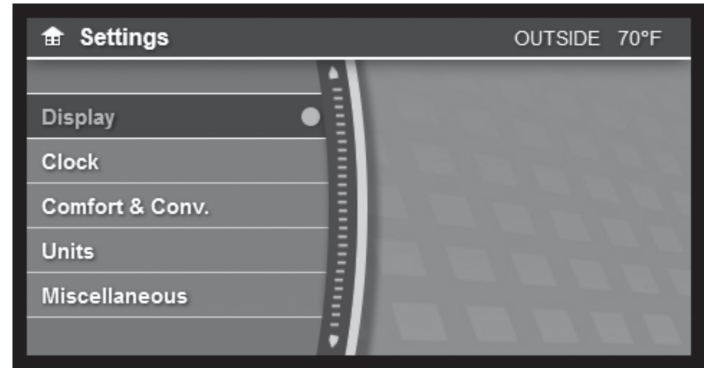 Settings OUTSIDE 70°F
Display
Clock
Comfort & Conv.
Units
Miscellaneous